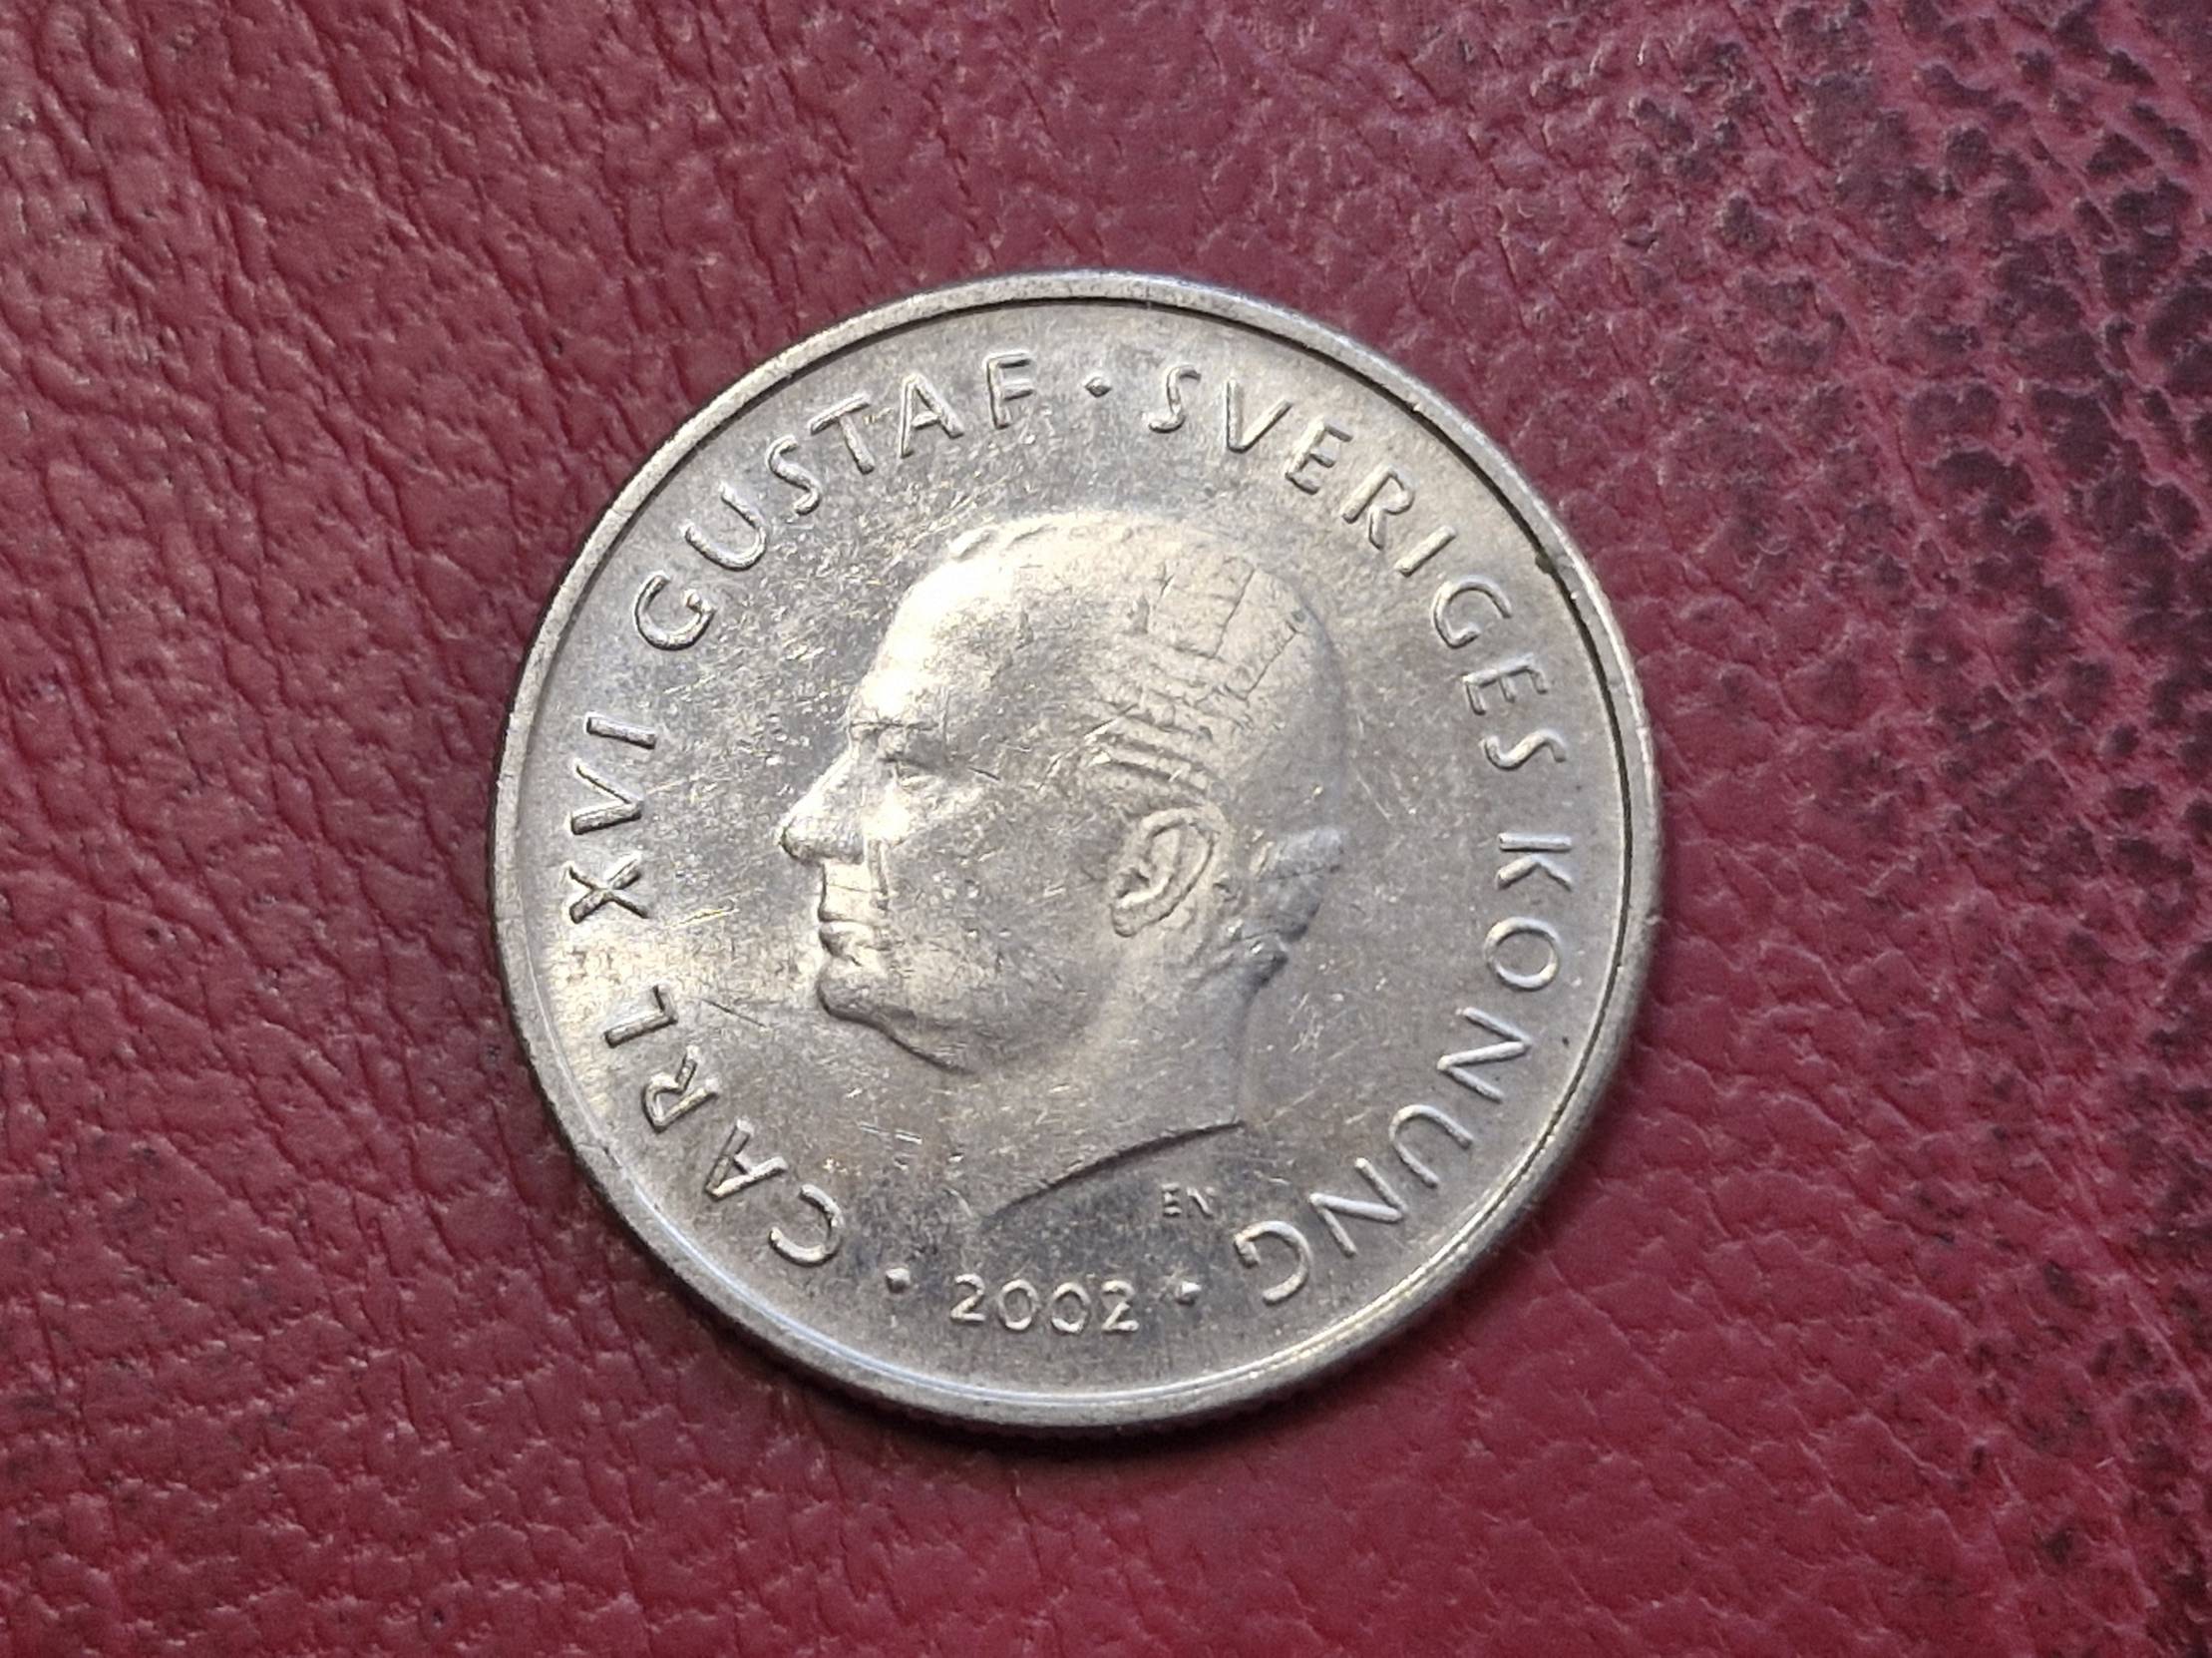 CARL XVI GUSTAF · SVERIGES KONUNG
EN
· 2002 ·